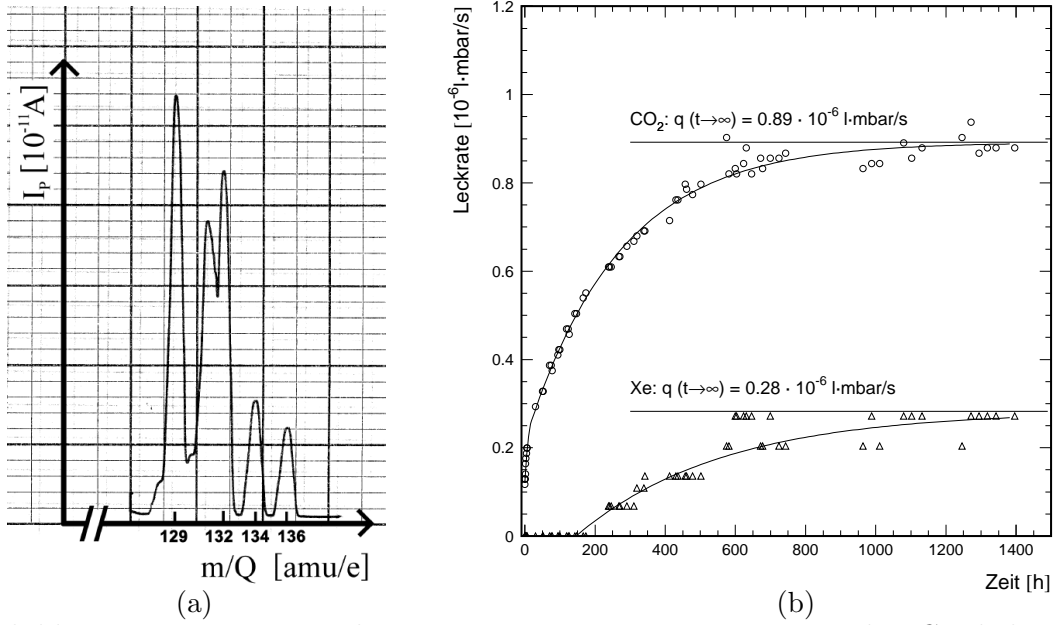 I_P [10^-11 A]
129 132 134 136
m/Q [amu/e]
(a)
Leckrate [10^-6 l·mbar/s]
1.2
1
0.8
0.6
0.4
0.2
0
CO₂: q (t→∞) = 0.89 · 10^-6 l·mbar/s
Xe: q (t→∞) = 0.28 · 10^-6 l·mbar/s
0 200 400 600 800 1000 1200 1400
Zeit [h]
(b)